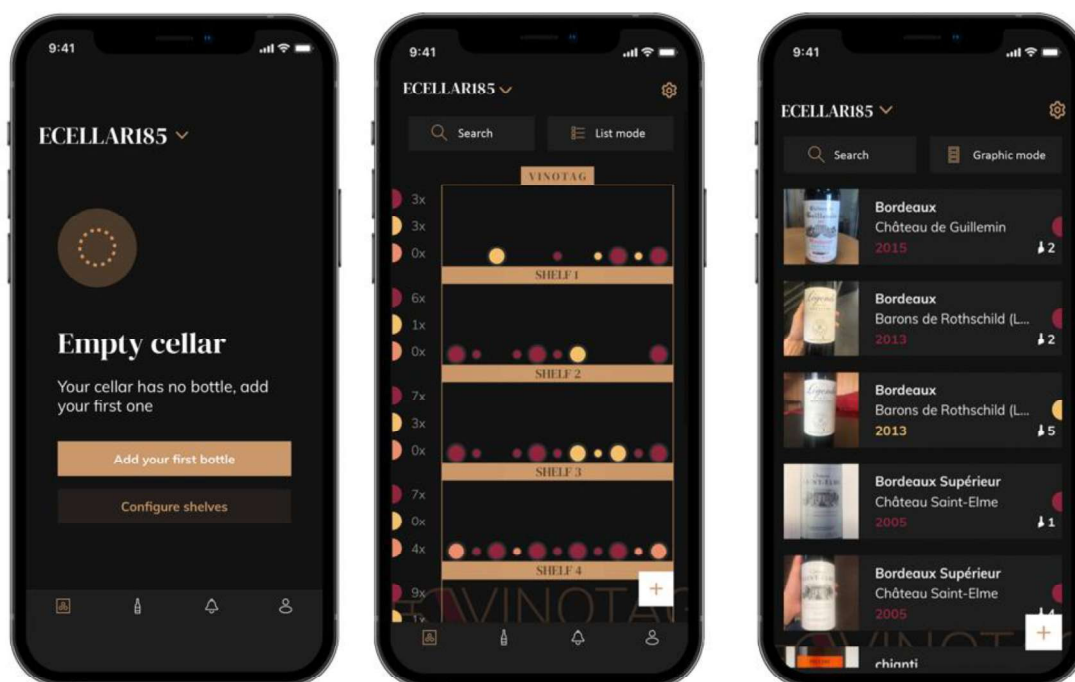 9:41
ECELLAR185
Empty cellar
Your cellar has no bottle, add
your first one
Add your first bottle
Configure shelves
9:41
ECELLAR185
Search
List mode
VINOTAG
3x
3x
0x
SHELF 1
6x
1x
0x
SHELF 2
7x
3x
0x
SHELF 3
7x
0x
4x
SHELF 4
9x
1x
VINOTAG
9:41
ECELLAR185
Search
Graphic mode
Bordeaux
Château de Guillemin
2015
2
Bordeaux
Barons de Rothschild (L...
2013
2
Bordeaux
Barons de Rothschild (L...
2013
5
Bordeaux Supérieur
Château Saint-Elme
2005
1
Bordeaux Supérieur
Château Saint-Elme
2005
4
chianti